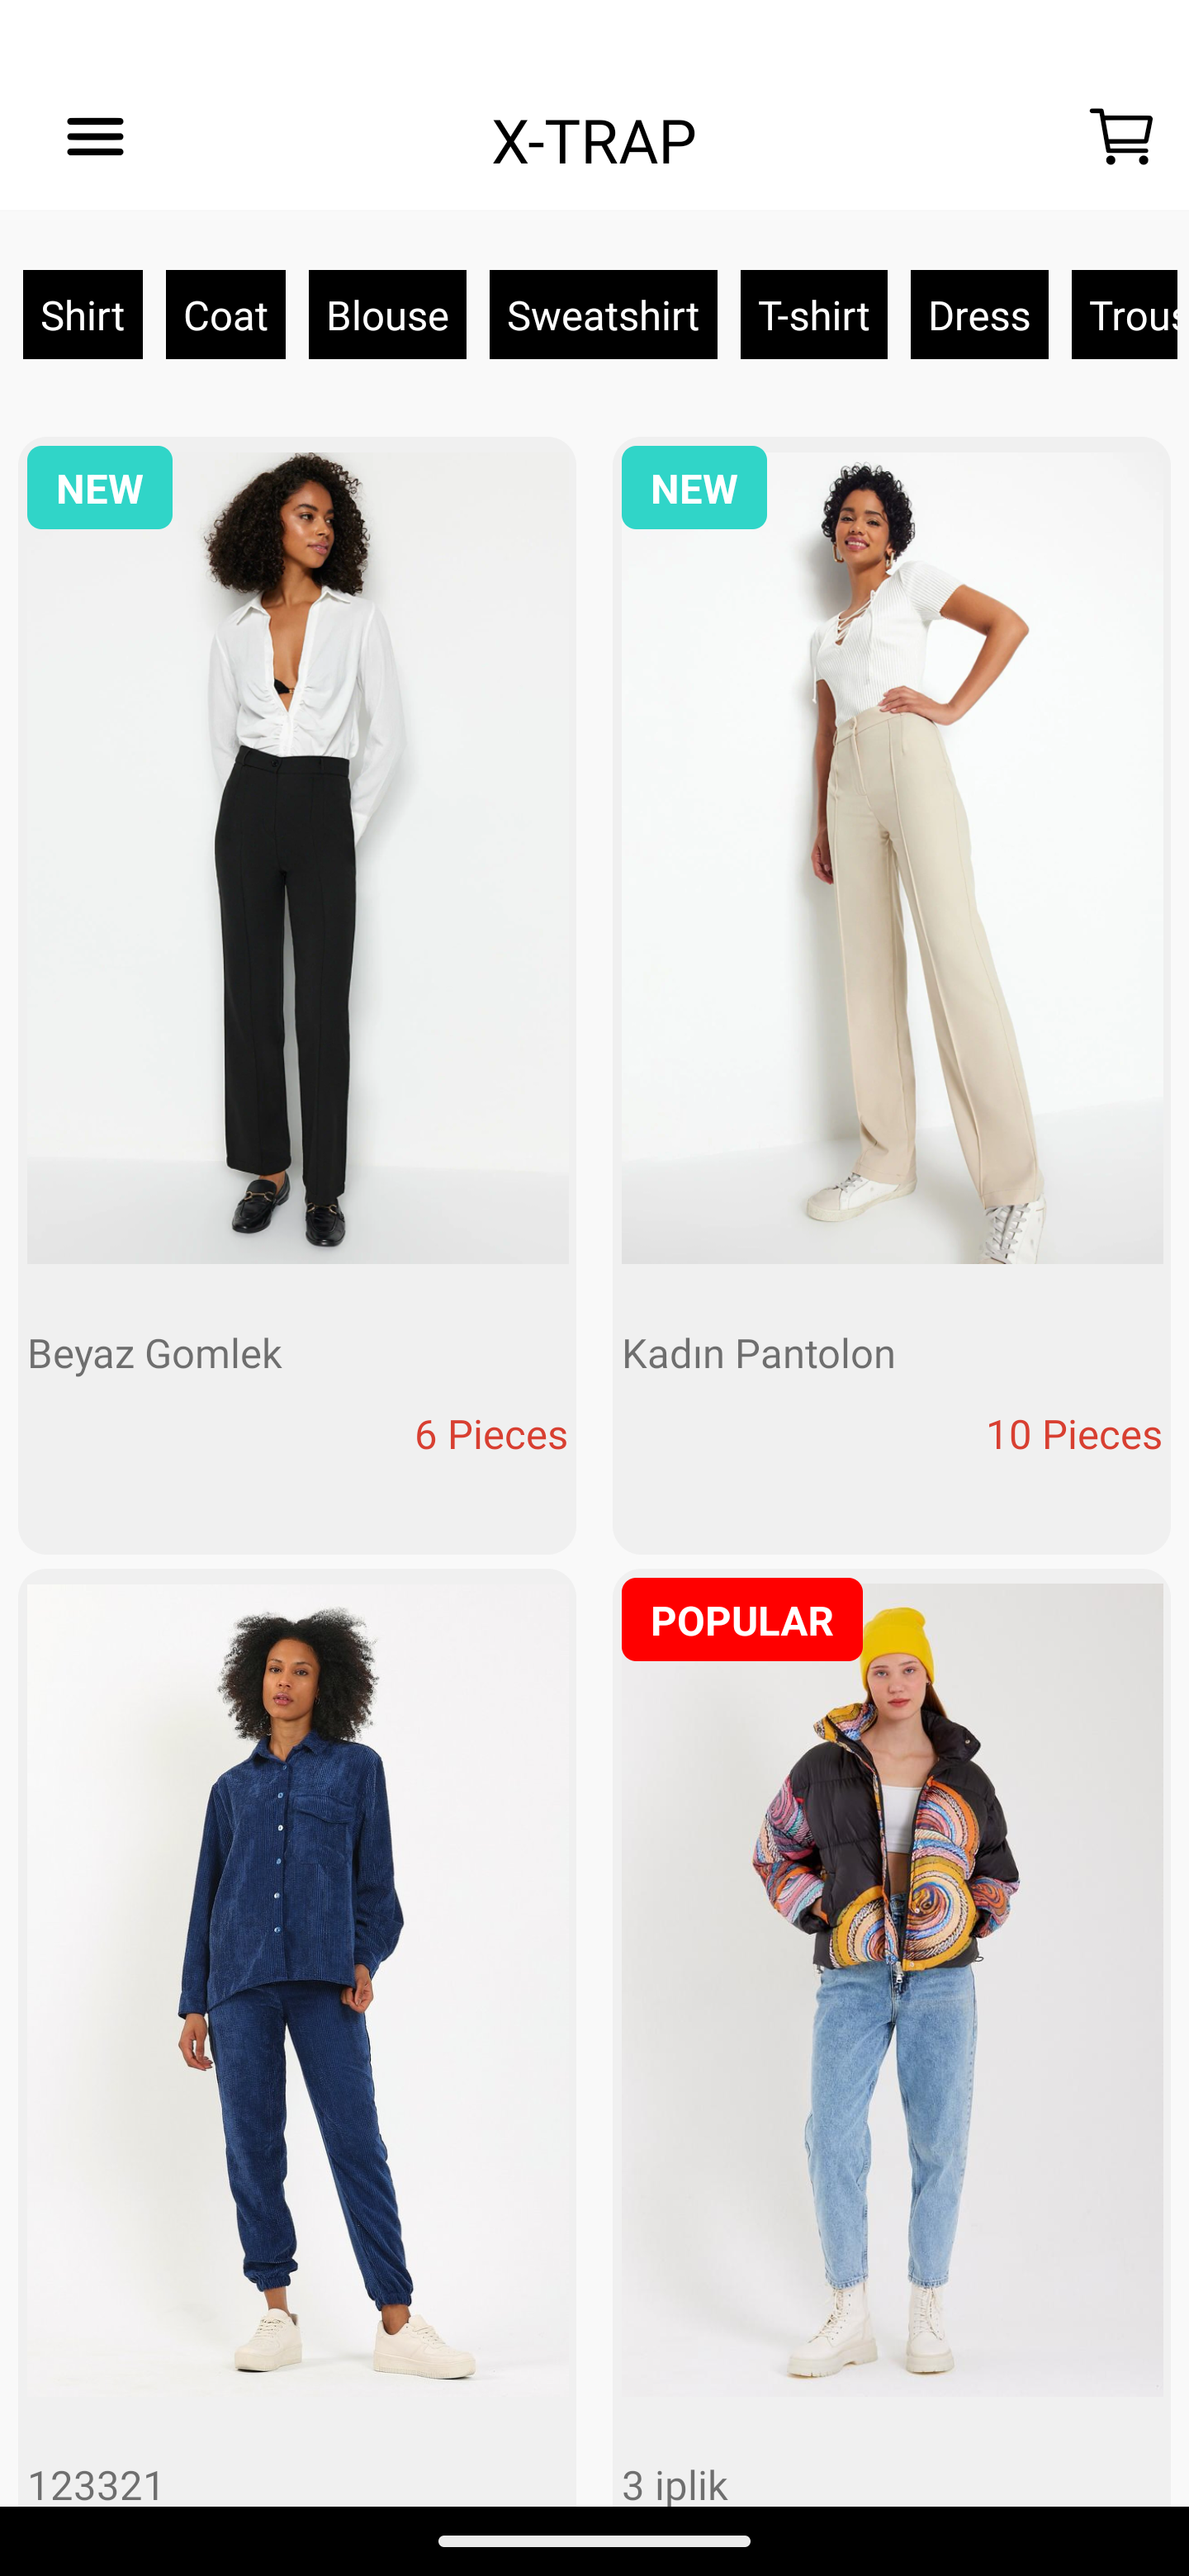 X-TRAP
Shirt Coat Blouse Sweatshirt T-shirt Dress Trous
NEW NEW
Beyaz Gomlek Kadın Pantolon
6 Pieces 10 Pieces
POPULAR
123321 3 iplik